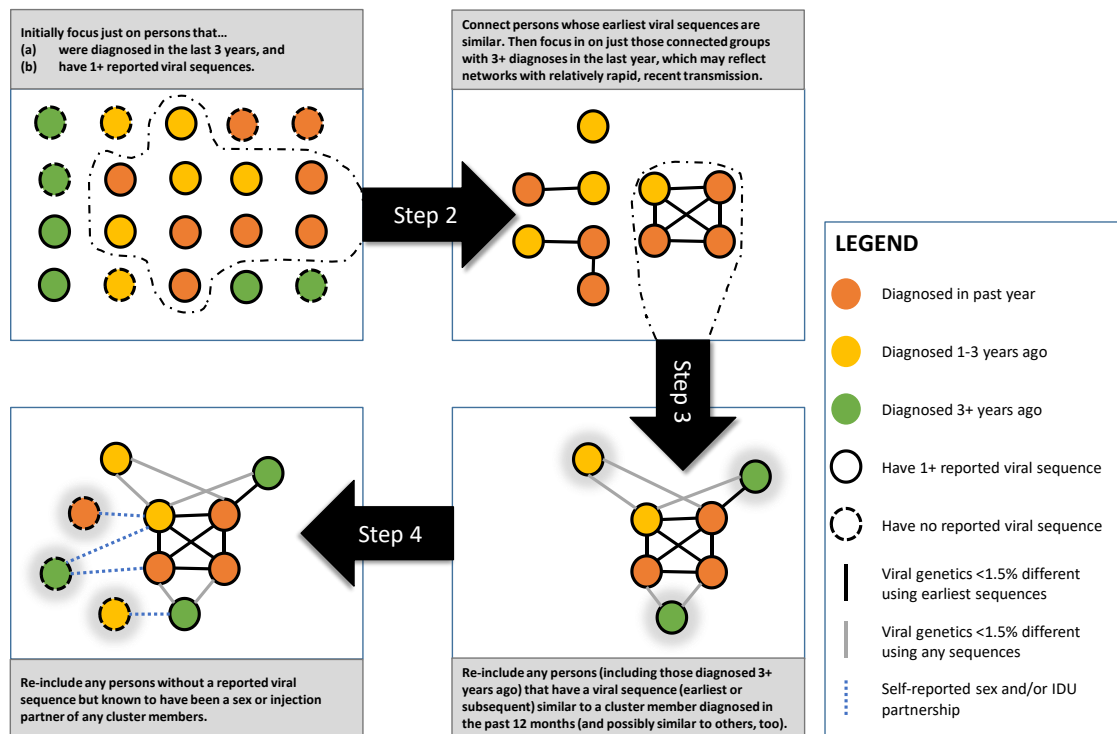 Initially focus just on persons that…
(a) were diagnosed in the last 3 years, and
(b) have 1+ reported viral sequences.
Connect persons whose earliest viral sequences are
similar. Then focus in on just those connected groups
with 3+ diagnoses in the last year, which may reflect
networks with relatively rapid, recent transmission.
Step 2
Step 3
Step 4
Re-include any persons without a reported viral
sequence but known to have been a sex or injection
partner of any cluster members.
Re-include any persons (including those diagnosed 3+
years ago) that have a viral sequence (earliest or
subsequent) similar to a cluster member diagnosed in
the past 12 months (and possibly similar to others, too).
LEGEND
Diagnosed in past year
Diagnosed 1-3 years ago
Diagnosed 3+ years ago
Have 1+ reported viral sequence
Have no reported viral sequence
Viral genetics <1.5% different
using earliest sequences
Viral genetics <1.5% different
using any sequences
Self-reported sex and/or IDU
partnership